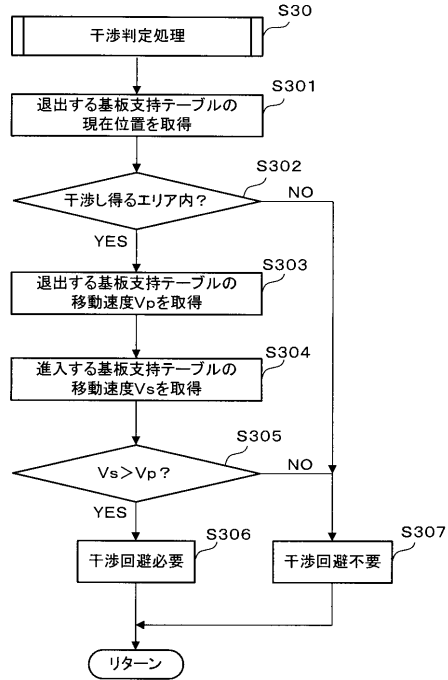 S30
干渉判定処理
S301
退出する基板支持テーブルの
現在位置を取得
S302
干渉し得るエリア内？
NO
YES
S303
退出する基板支持テーブルの
移動速度Vpを取得
S304
進入する基板支持テーブルの
移動速度Vsを取得
S305
Vs＞Vp？
NO
YES
S306
干渉回避必要
S307
干渉回避不要
リターン